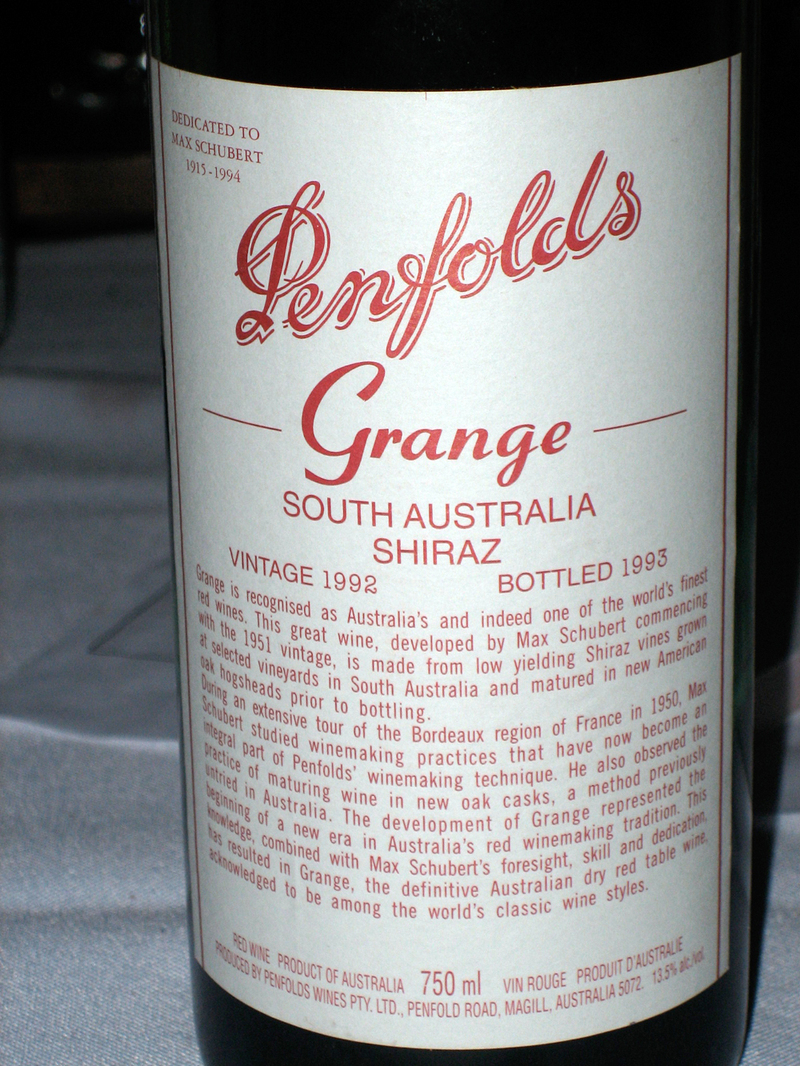 DEDICATED TO
MAX SCHUBERT
1915-1994
Penfolds
Grange
SOUTH AUSTRALIA
SHIRAZ
VINTAGE 1992 BOTTLED 1993
Grange is recognised as Australia's and indeed one of the world's finest
red wines. This great wine, developed by Max Schubert commencing
with the 1951 vintage, is made from low yielding Shiraz vines grown
at selected vineyards in South Australia and matured in new American
oak hogsheads prior to bottling.
During an extensive tour of the Bordeaux region of France in 1950, Max
Schubert studied winemaking practices that have now become an
integral part of Penfolds' winemaking technique. He also observed the
practice of maturing wine in new oak casks, a method previously
untried in Australia. The development of Grange represented the
beginning of a new era in Australia's red winemaking tradition. This
knowledge, combined with Max Schubert's foresight, skill and dedication,
has resulted in Grange, the definitive Australian dry red table wine,
acknowledged to be among the world's classic wine styles.
RED WINE PRODUCT OF AUSTRALIA 750 ml VIN ROUGE PRODUIT D'AUSTRALIE
PRODUCED BY PENFOLDS WINES PTY. LTD., PENFOLD ROAD, MAGILL, AUSTRALIA 5072. 13.5% alc./vol.